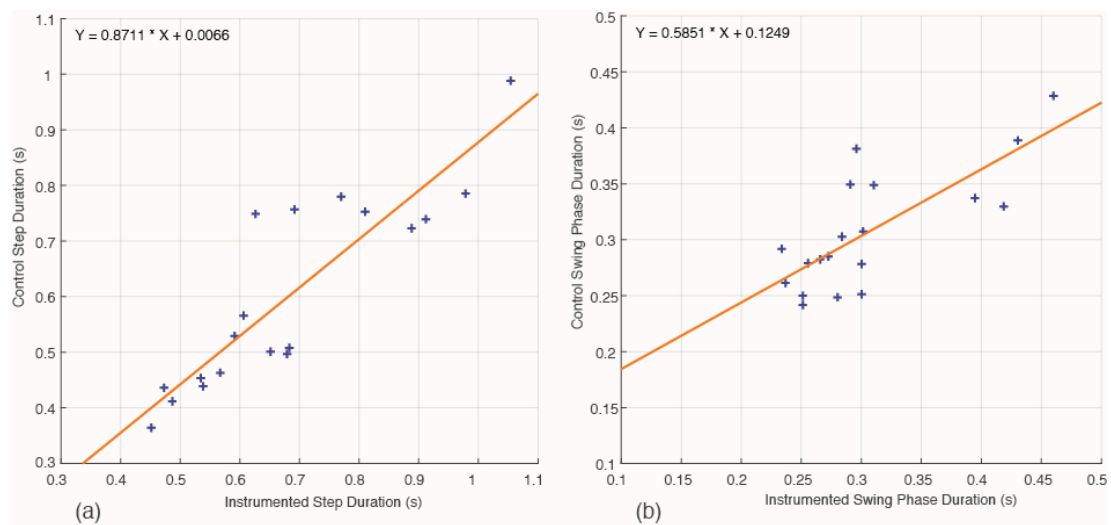 Y = 0.8711 * X + 0.0066
1.1
1
0.9
0.8
0.7
0.6
0.5
0.4
0.3
Control Step Duration (s)
0.3 0.4 0.5 0.6 0.7 0.8 0.9 1 1.1
Instrumented Step Duration (s)
(a)
Y = 0.5851 * X + 0.1249
0.5
0.45
0.4
0.35
0.3
0.25
0.2
0.15
0.1
Control Swing Phase Duration (s)
0.1 0.15 0.2 0.25 0.3 0.35 0.4 0.45 0.5
Instrumented Swing Phase Duration (s)
(b)